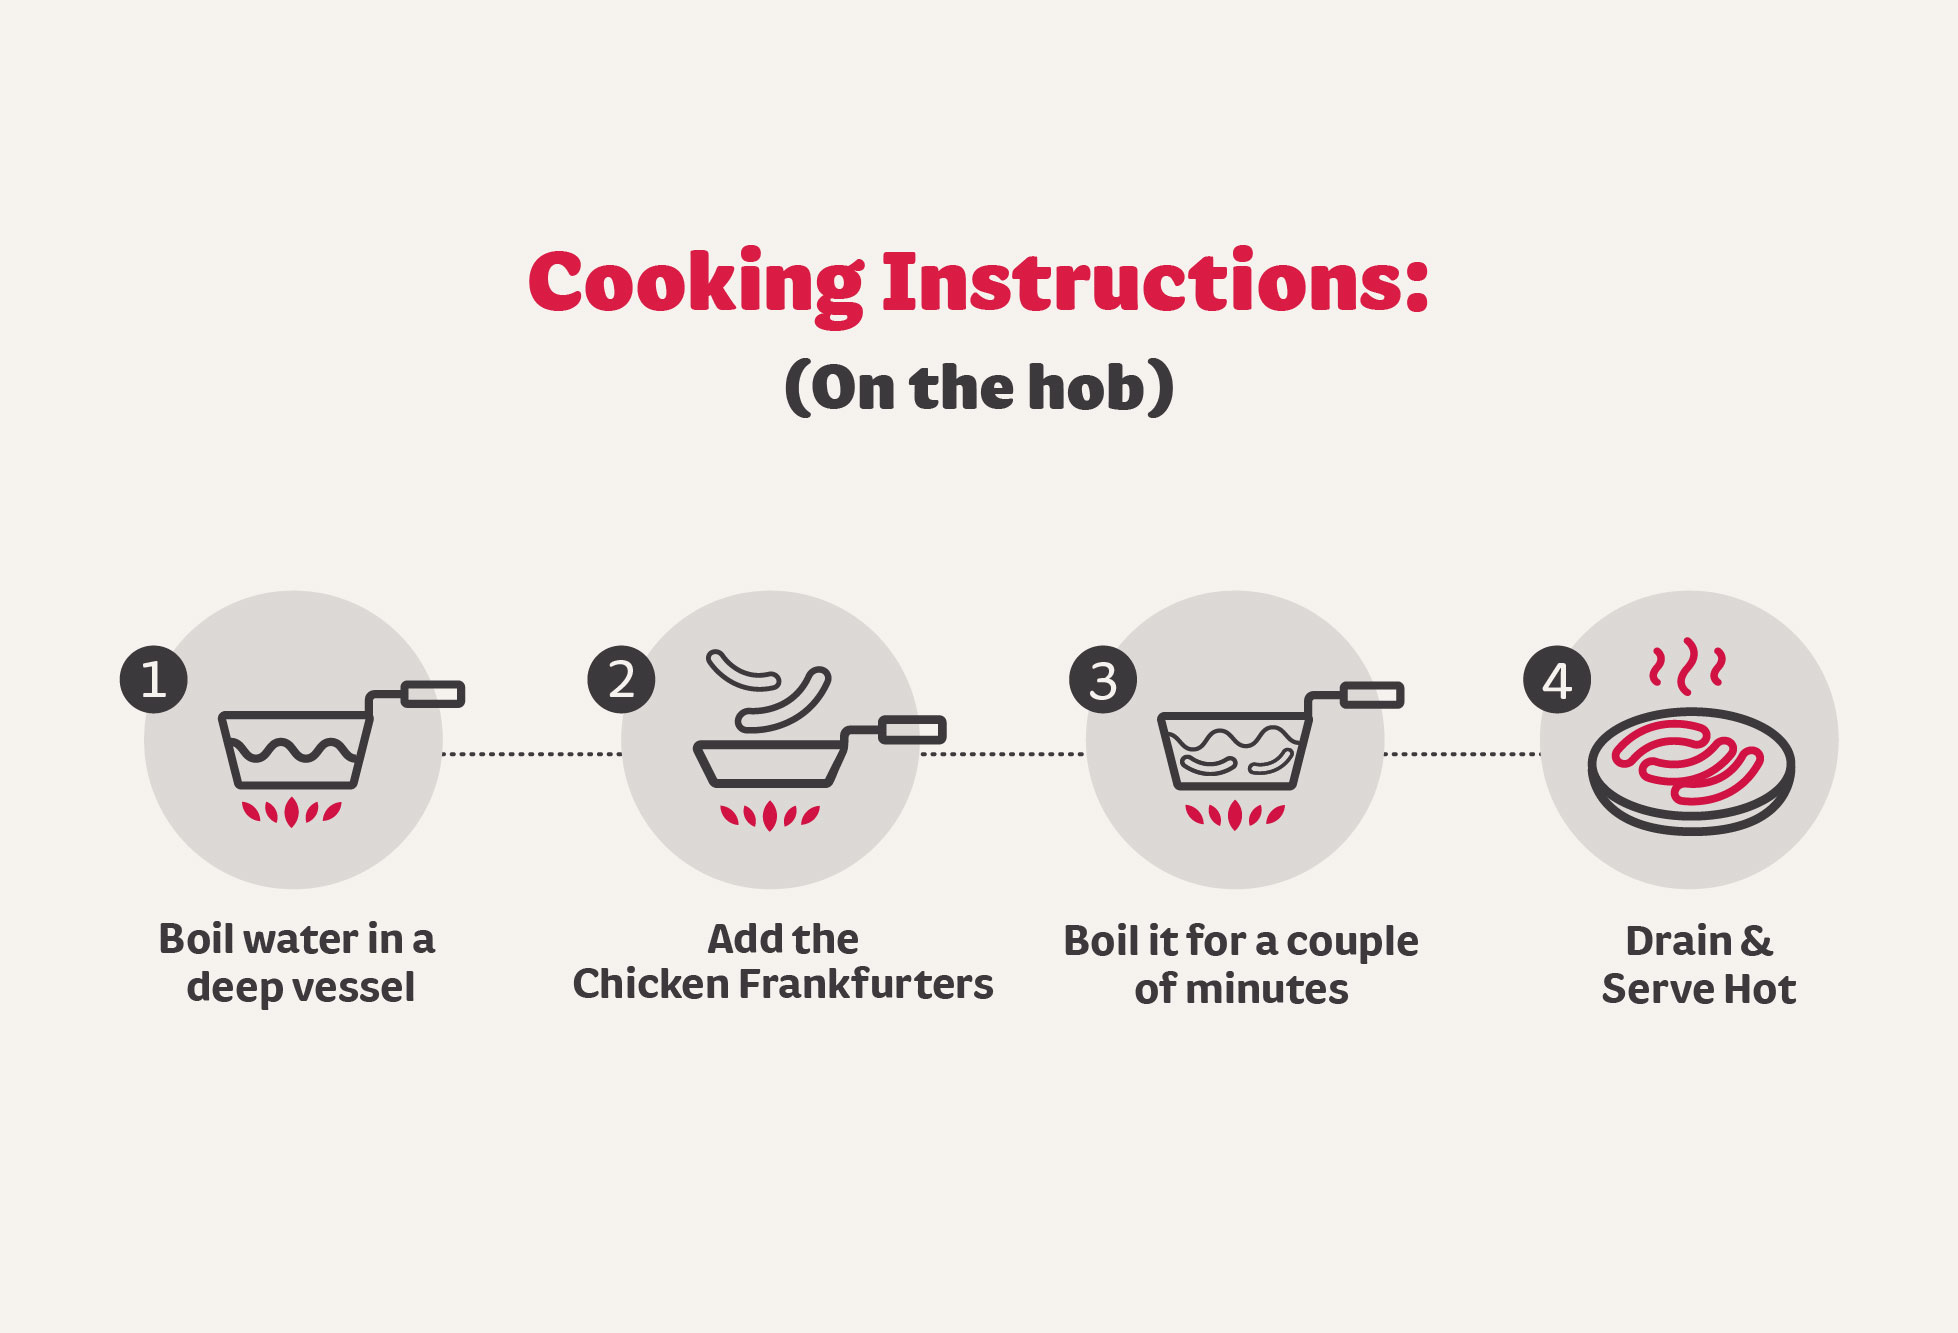 Cooking Instructions:
(On the hob)
1
Boil water in a
deep vessel
2
Add the
Chicken Frankfurters
3
Boil it for a couple
of minutes
4
Drain &
Serve Hot